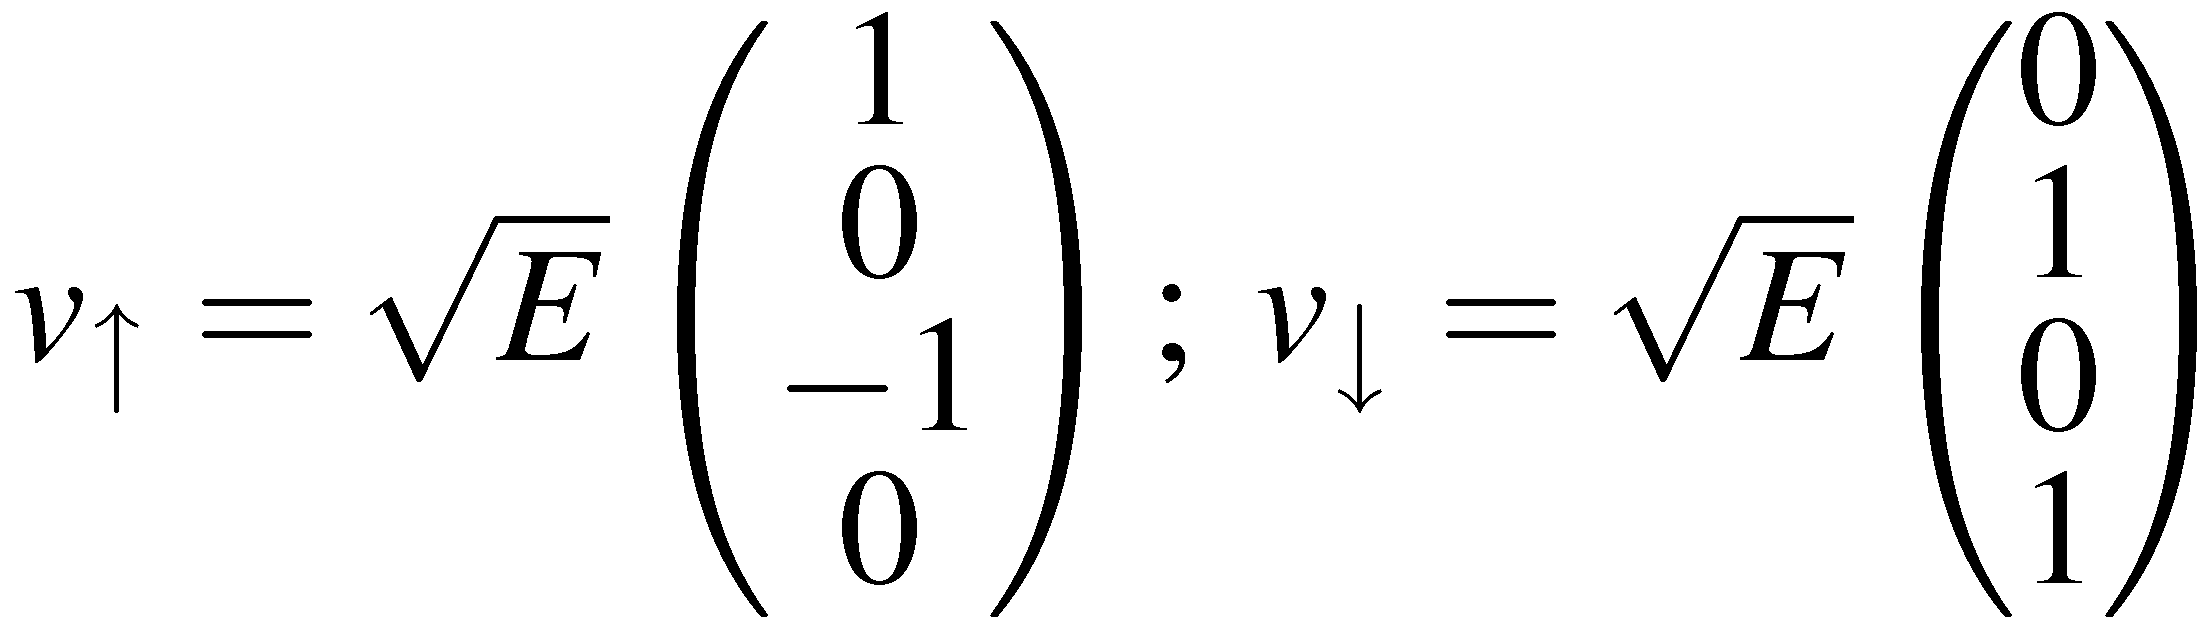 v↑ = √E (1 0 −1 0) ; v↓ = √E (0 1 0 1)